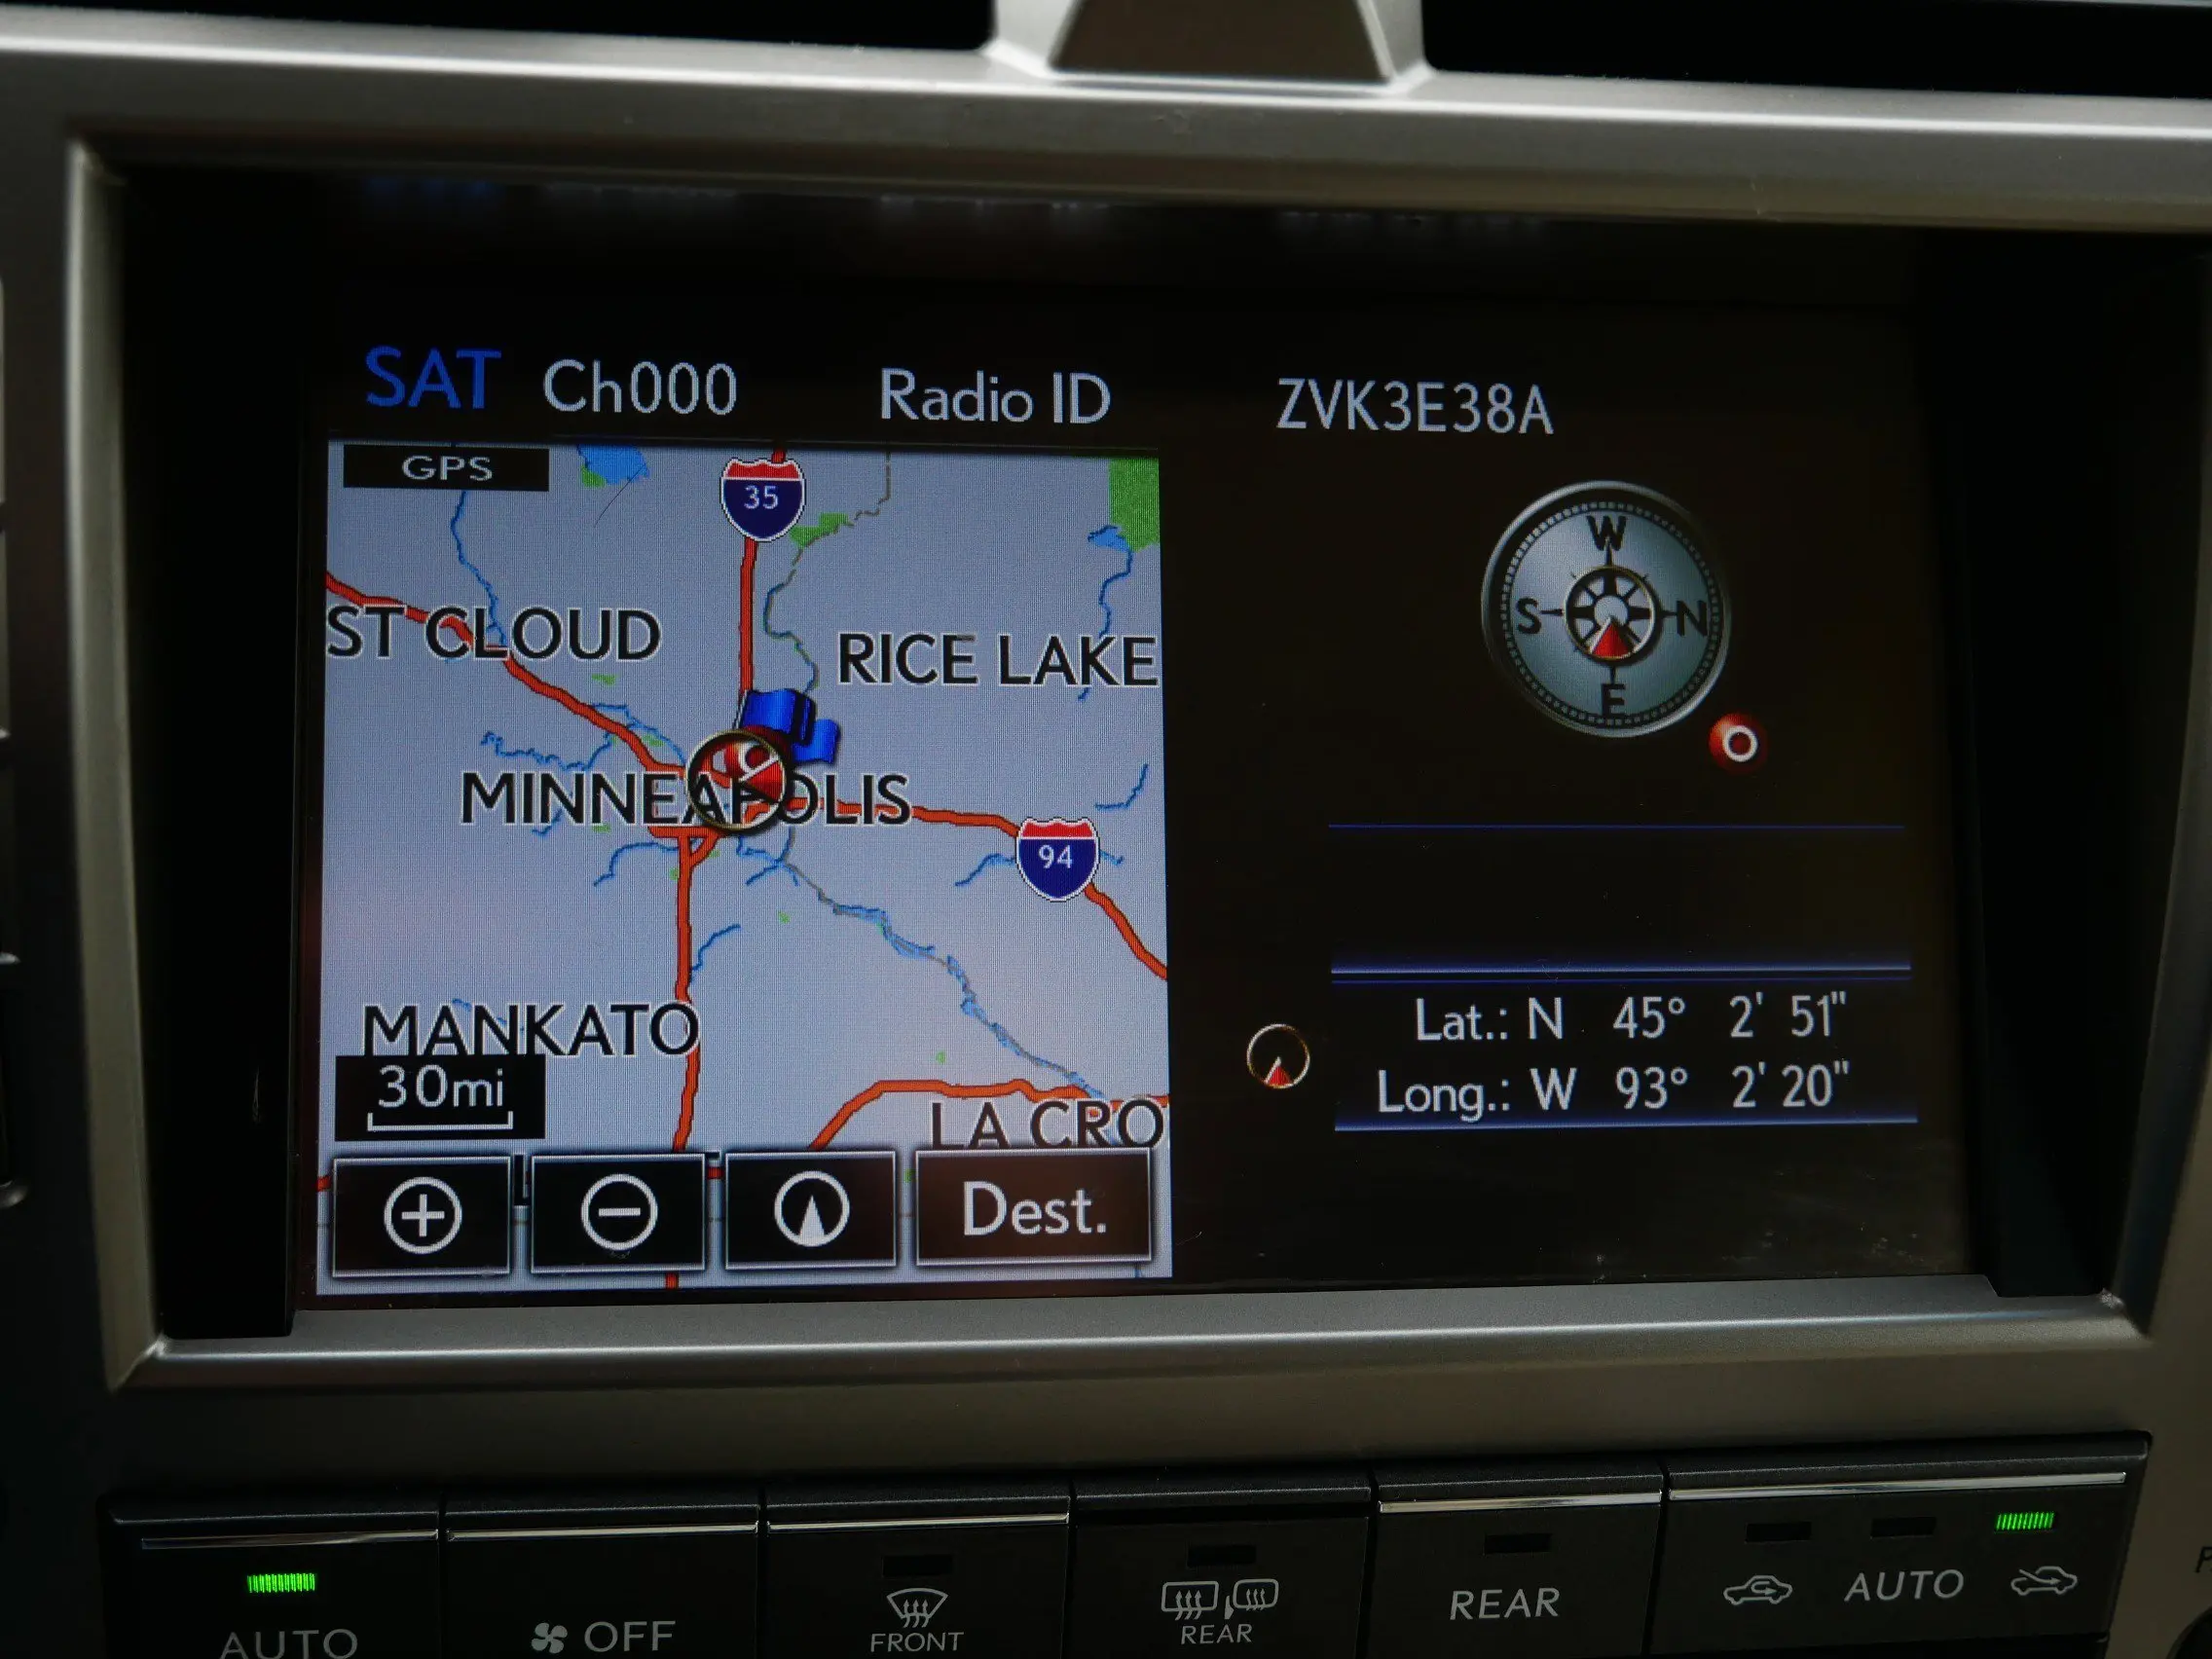 SAT Ch000 Radio ID ZVK3E38A
GPS
35
W
S N
E
ST CLOUD
RICE LAKE
MINNEAPOLIS
94
MANKATO
30mi
LA CRO
Lat.: N 45° 2' 51"
Long.: W 93° 2' 20"
Dest.
AUTO
OFF
FRONT
REAR
REAR
AUTO